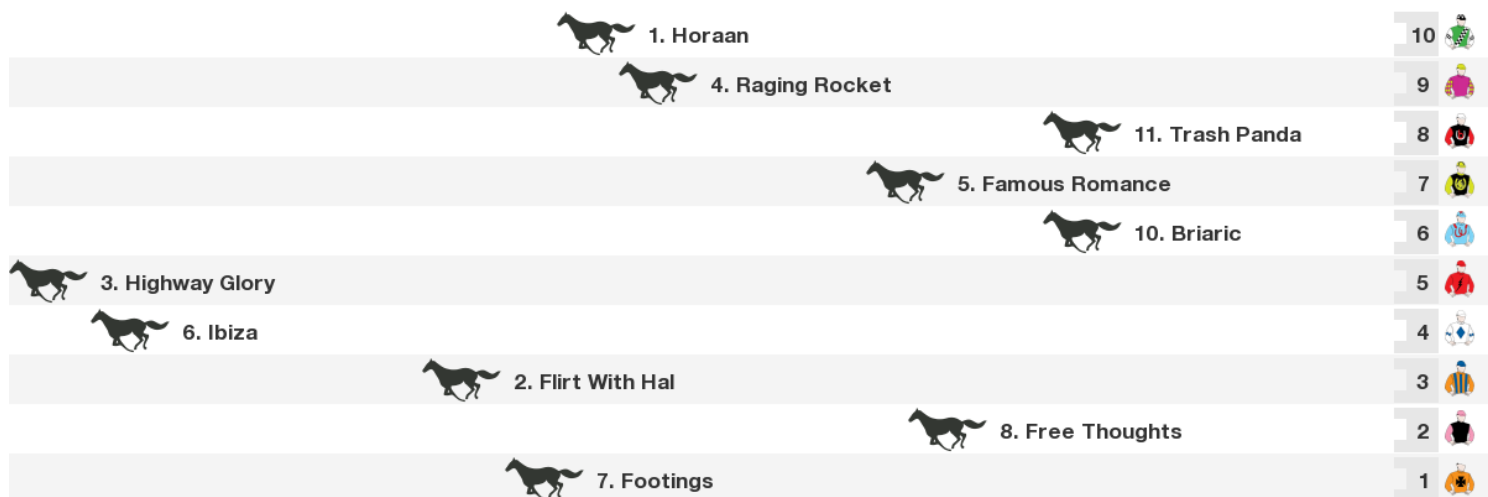 1. Horaan 10
4. Raging Rocket 9
11. Trash Panda 8
5. Famous Romance 7
10. Briaric 6
3. Highway Glory 5
6. Ibiza 4
2. Flirt With Hal 3
8. Free Thoughts 2
7. Footings 1